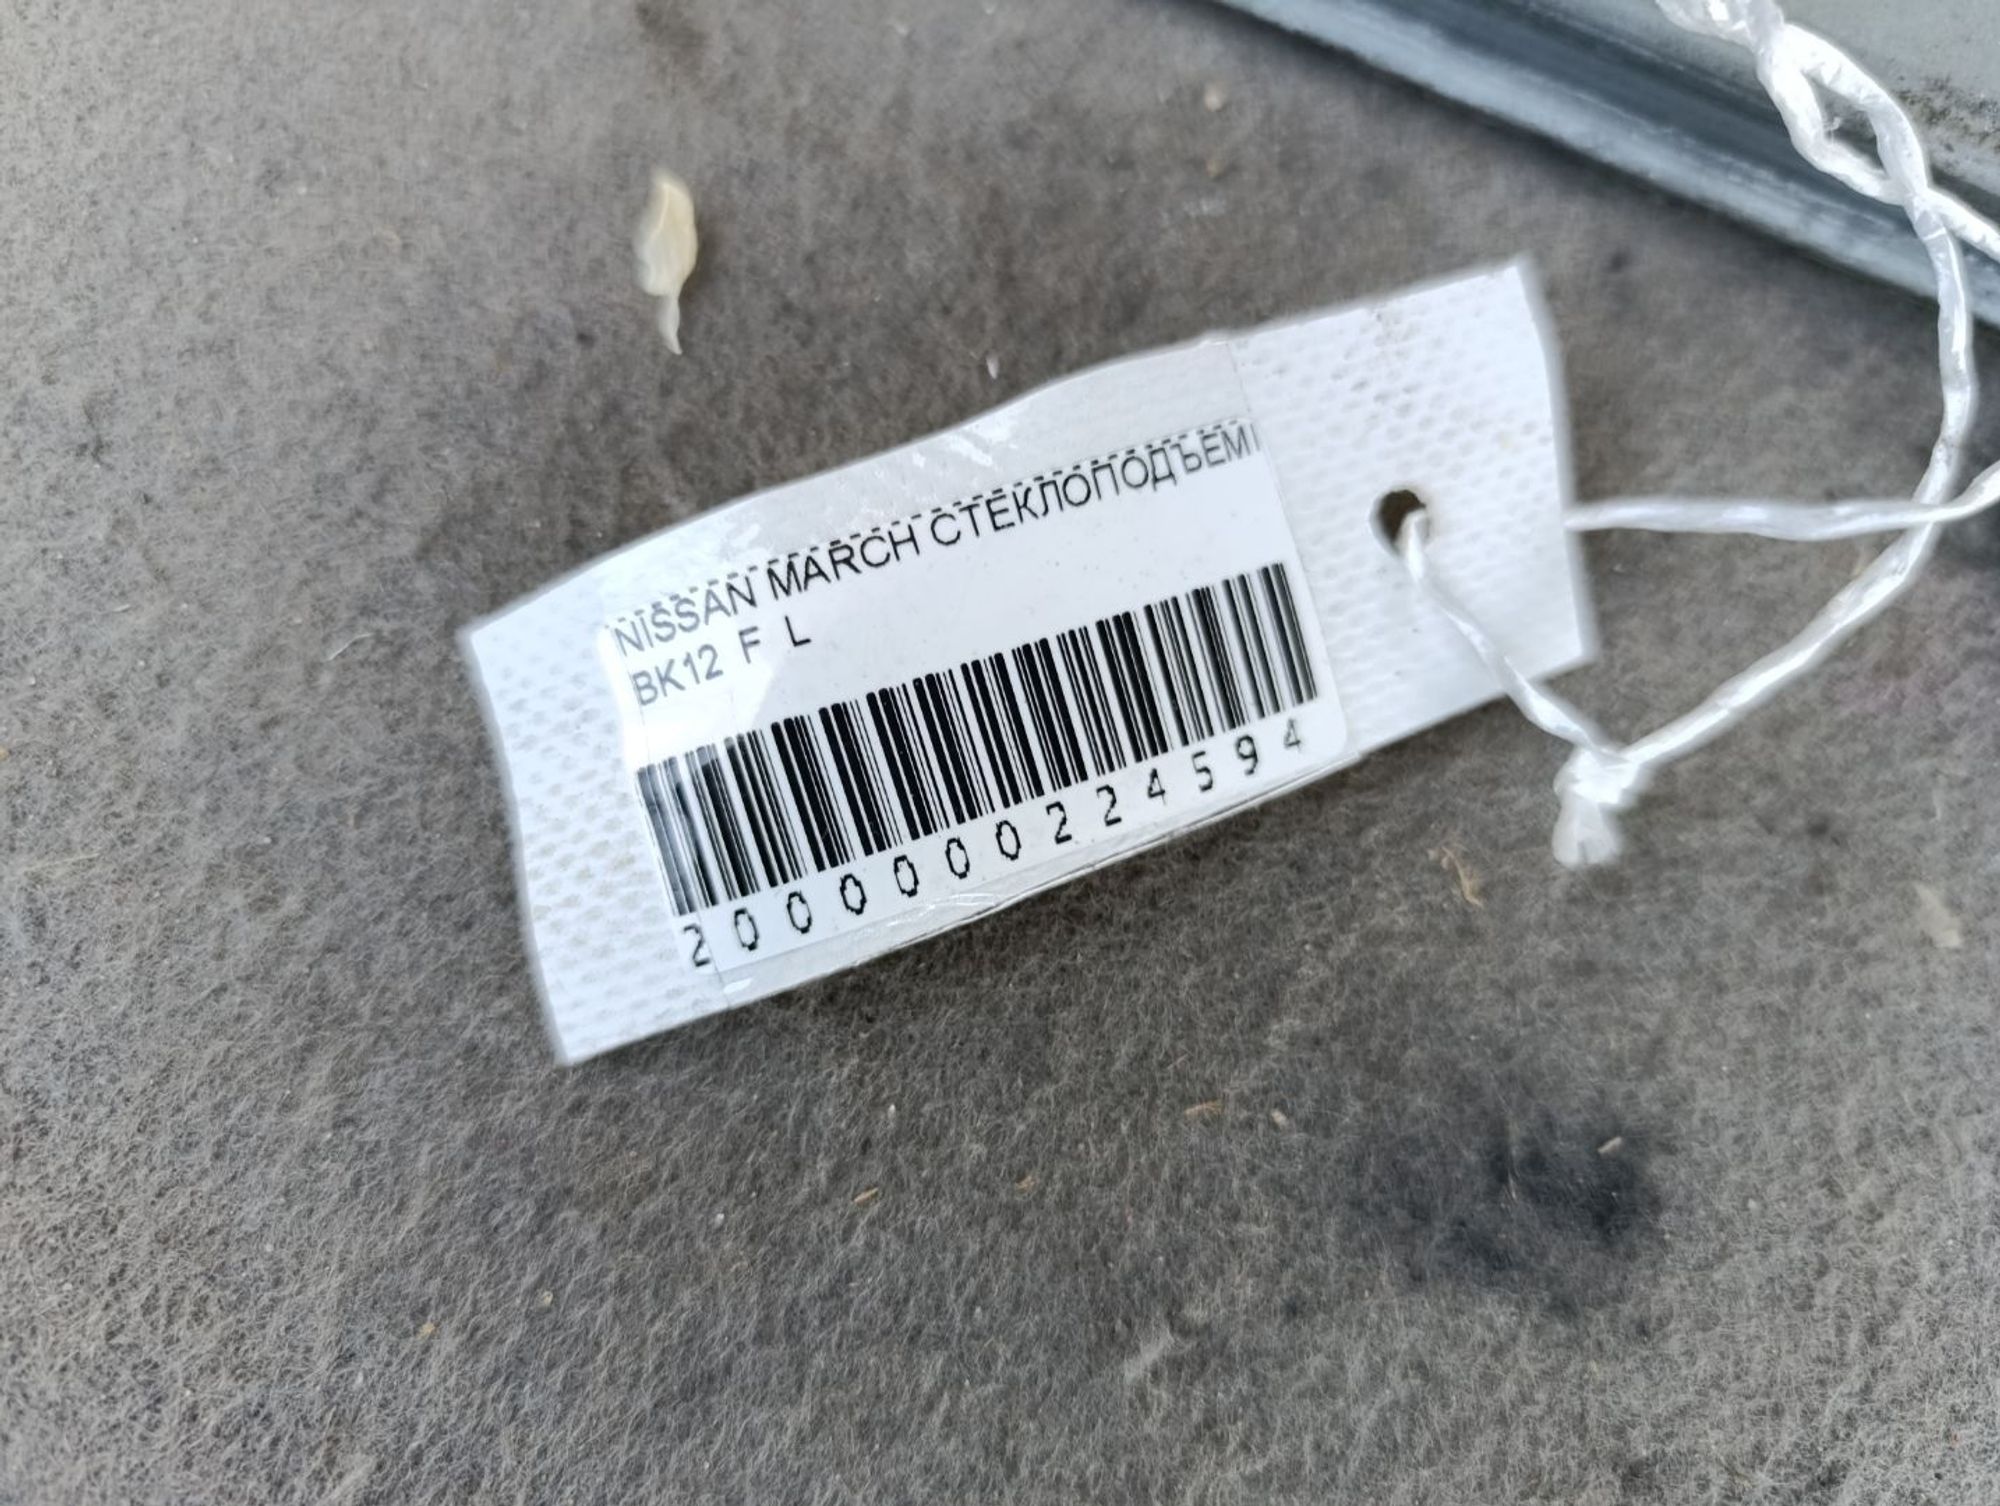 NISSAN MARCH СТЕКЛОПОДЪЕМ
BK12 F L
2000000224594